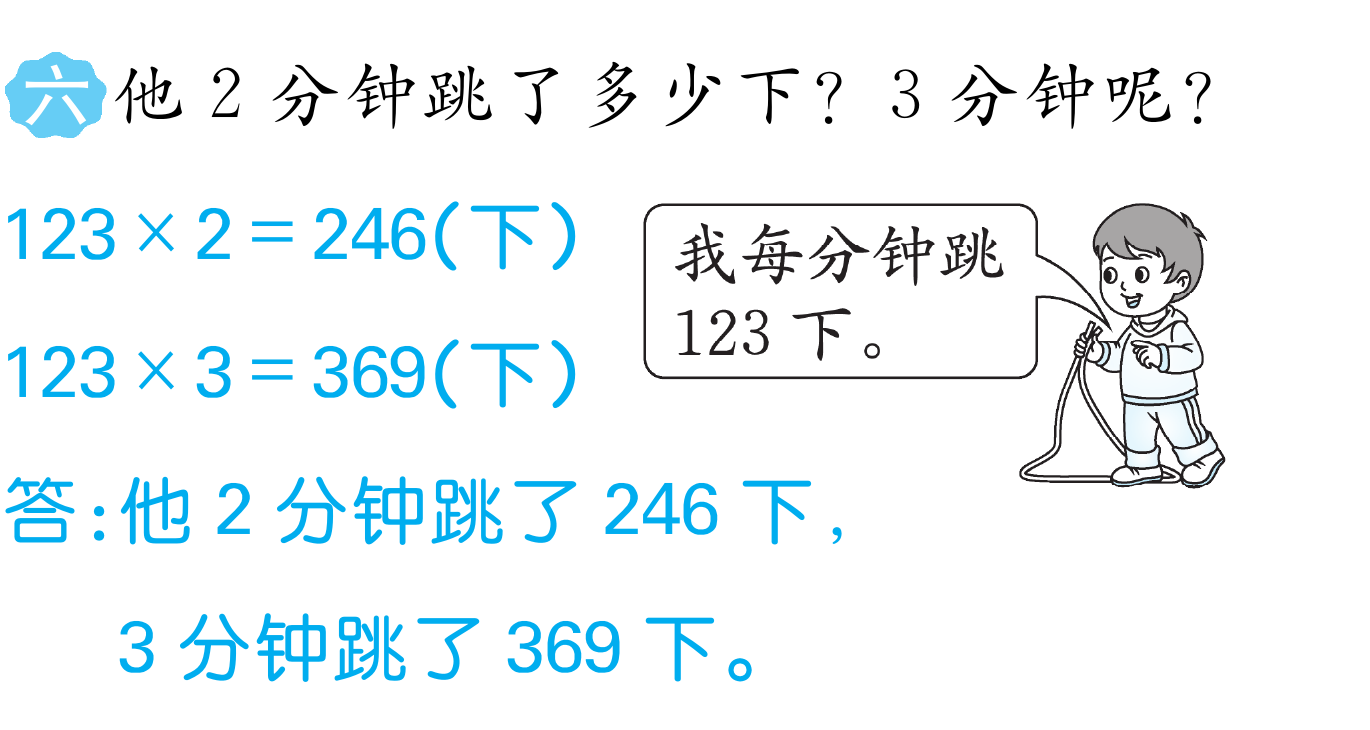 六 他 2 分钟跳了多少下？3 分钟呢？
123 × 2 = 246(下)
我每分钟跳
123 下。
123 × 3 = 369(下)
答:他 2 分钟跳了 246 下,
3 分钟跳了 369 下。